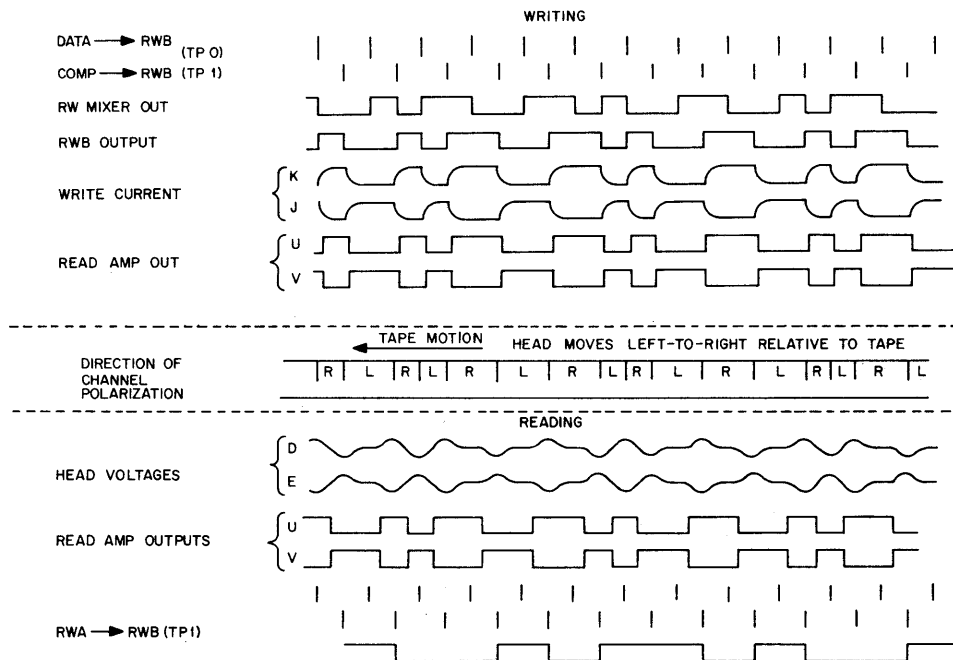 WRITING
DATA → RWB
(TP 0)
COMP → RWB (TP 1)
RW MIXER OUT
RWB OUTPUT
WRITE CURRENT
K
J
READ AMP OUT
U
V
TAPE MOTION HEAD MOVES LEFT-TO-RIGHT RELATIVE TO TAPE
DIRECTION OF
CHANNEL
POLARIZATION
R L R L R L R L R L R L R L R L
READING
HEAD VOLTAGES
D
E
READ AMP OUTPUTS
U
V
RWA → RWB (TP1)